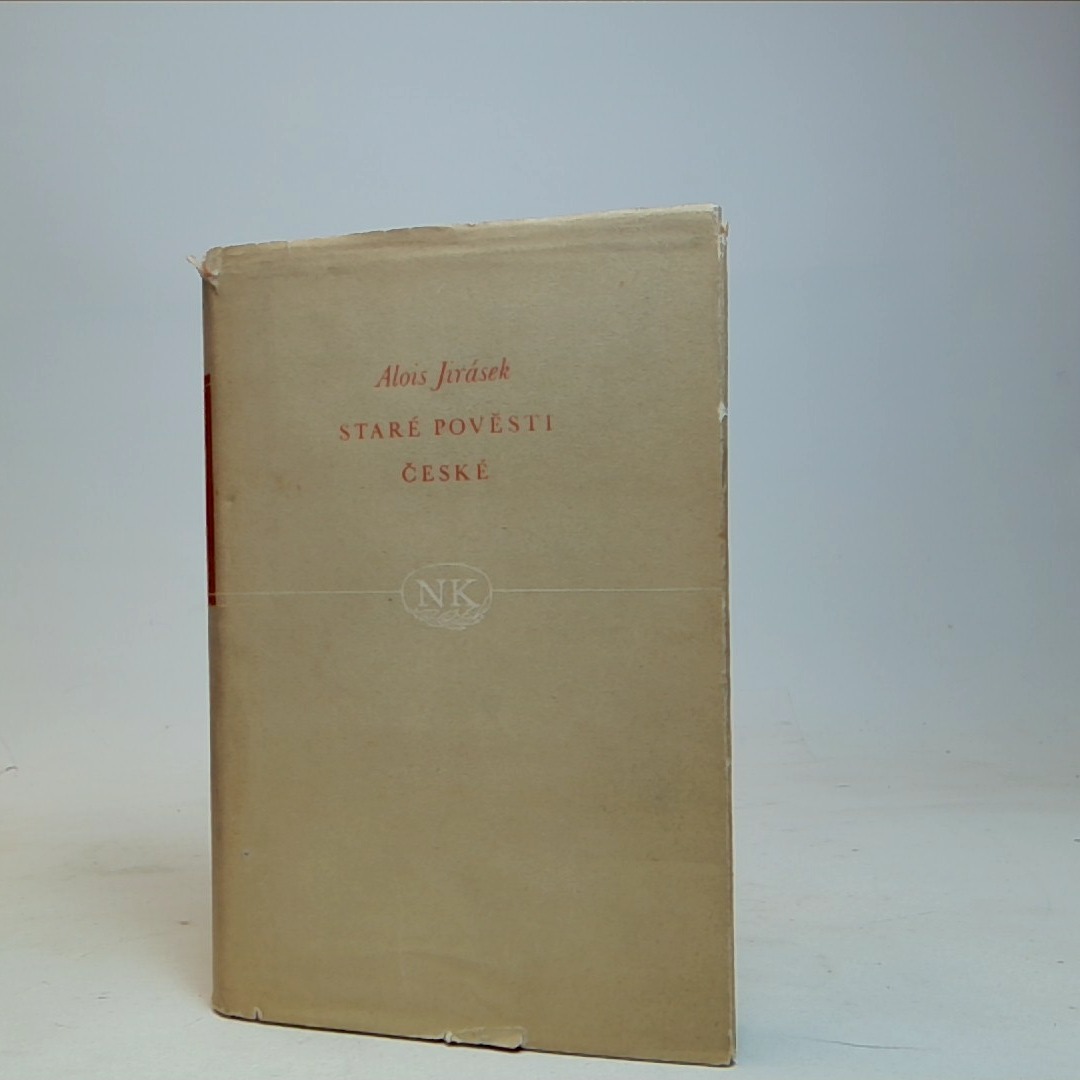 Alois Jirásek
STARÉ POVĚSTI
ČESKÉ
NK